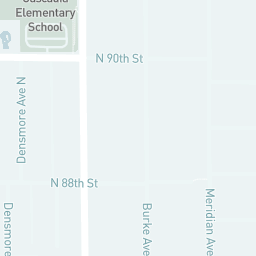 Cascadia
Elementary
School
N 90th St
Densmore Ave N
N 88th St
Densmore
Burke Ave
Meridian Ave